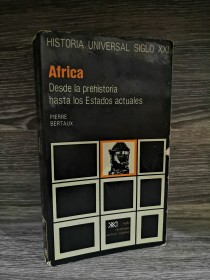 HISTORIA UNIVERSAL SIGLO XXI
Africa
Desde la prehistoria
hasta los Estados actuales
PIERRE
BERTAUX